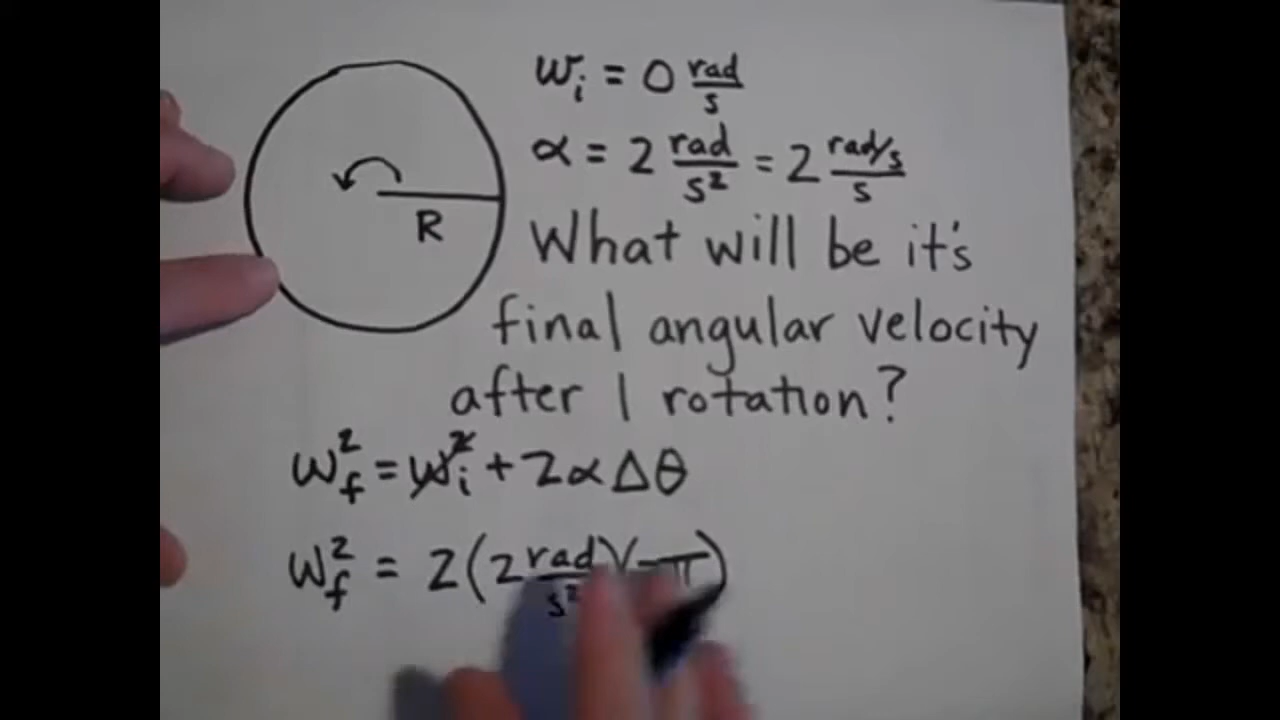 R
ω_i = 0 rad/s
α = 2 rad/s² = 2 rad/s/s
What will be it's
final angular velocity
after 1 rotation?
ω_f² = ω_i² + 2αΔθ
ω_f² = 2(2 rad/s²)( π)